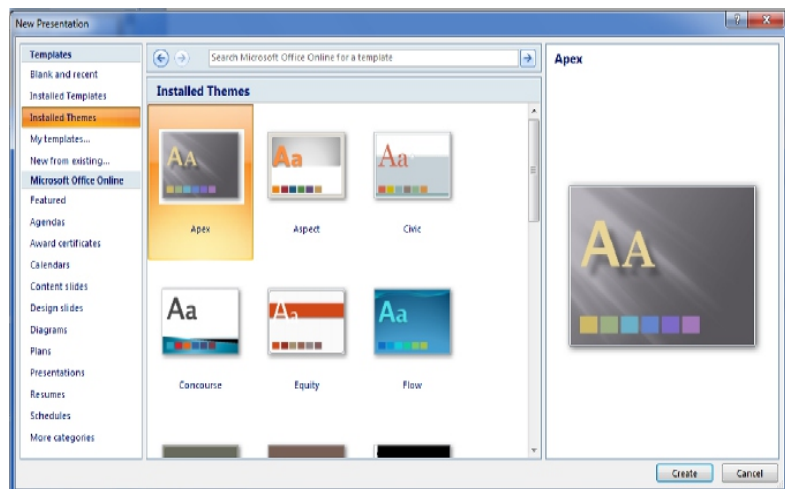 New Presentation
Templates
Blank and recent
Installed Templates
Installed Themes
My templates...
New from existing...
Microsoft Office Online
Featured
Agendas
Award certificates
Calendars
Content slides
Design slides
Diagrams
Plans
Presentations
Resumes
Schedules
More categories
Search Microsoft Office Online for a template
Installed Themes
AA
Apex
Aa
Aspect
Aa
Civic
Aa
Concourse
Aa
Equity
Aa
Flow
Apex
AA
Create
Cancel